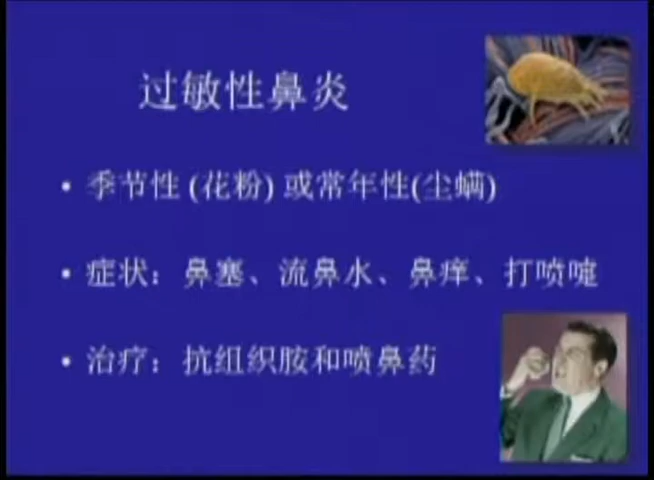 过敏性鼻炎
• 季节性 (花粉) 或常年性(尘螨)
• 症状：鼻塞、流鼻水、鼻痒、打喷嚏
• 治疗：抗组织胺和喷鼻药